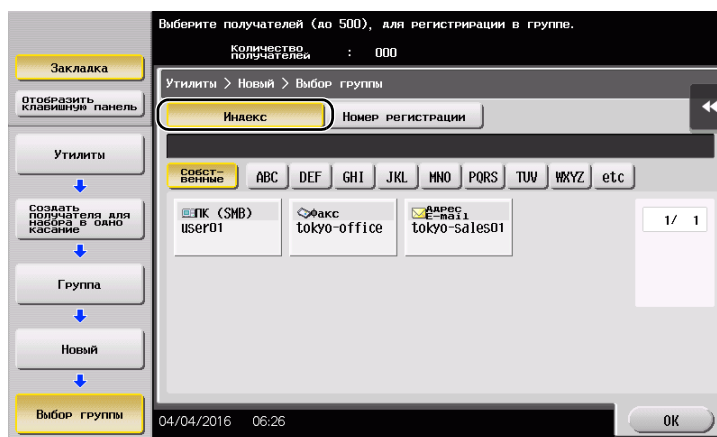 Выберите получателей (до 500), для регистрирации в группе.
Количество получателей : 000
Закладка
Отобразить клавишную панель
Утилиты > Новый > Выбор группы
Индекс
Номер регистрации
Утилиты
Собст-венные
ABC
DEF
GHI
JKL
MNO
PQRS
TUV
WXYZ
etc
Создать получателя для набора в одно касание
ПК (SMB)
user01
Факс
tokyo-office
Адрес E-mail
tokyo-sales01
1/ 1
Группа
Новый
Выбор группы
04/04/2016 06:26
OK